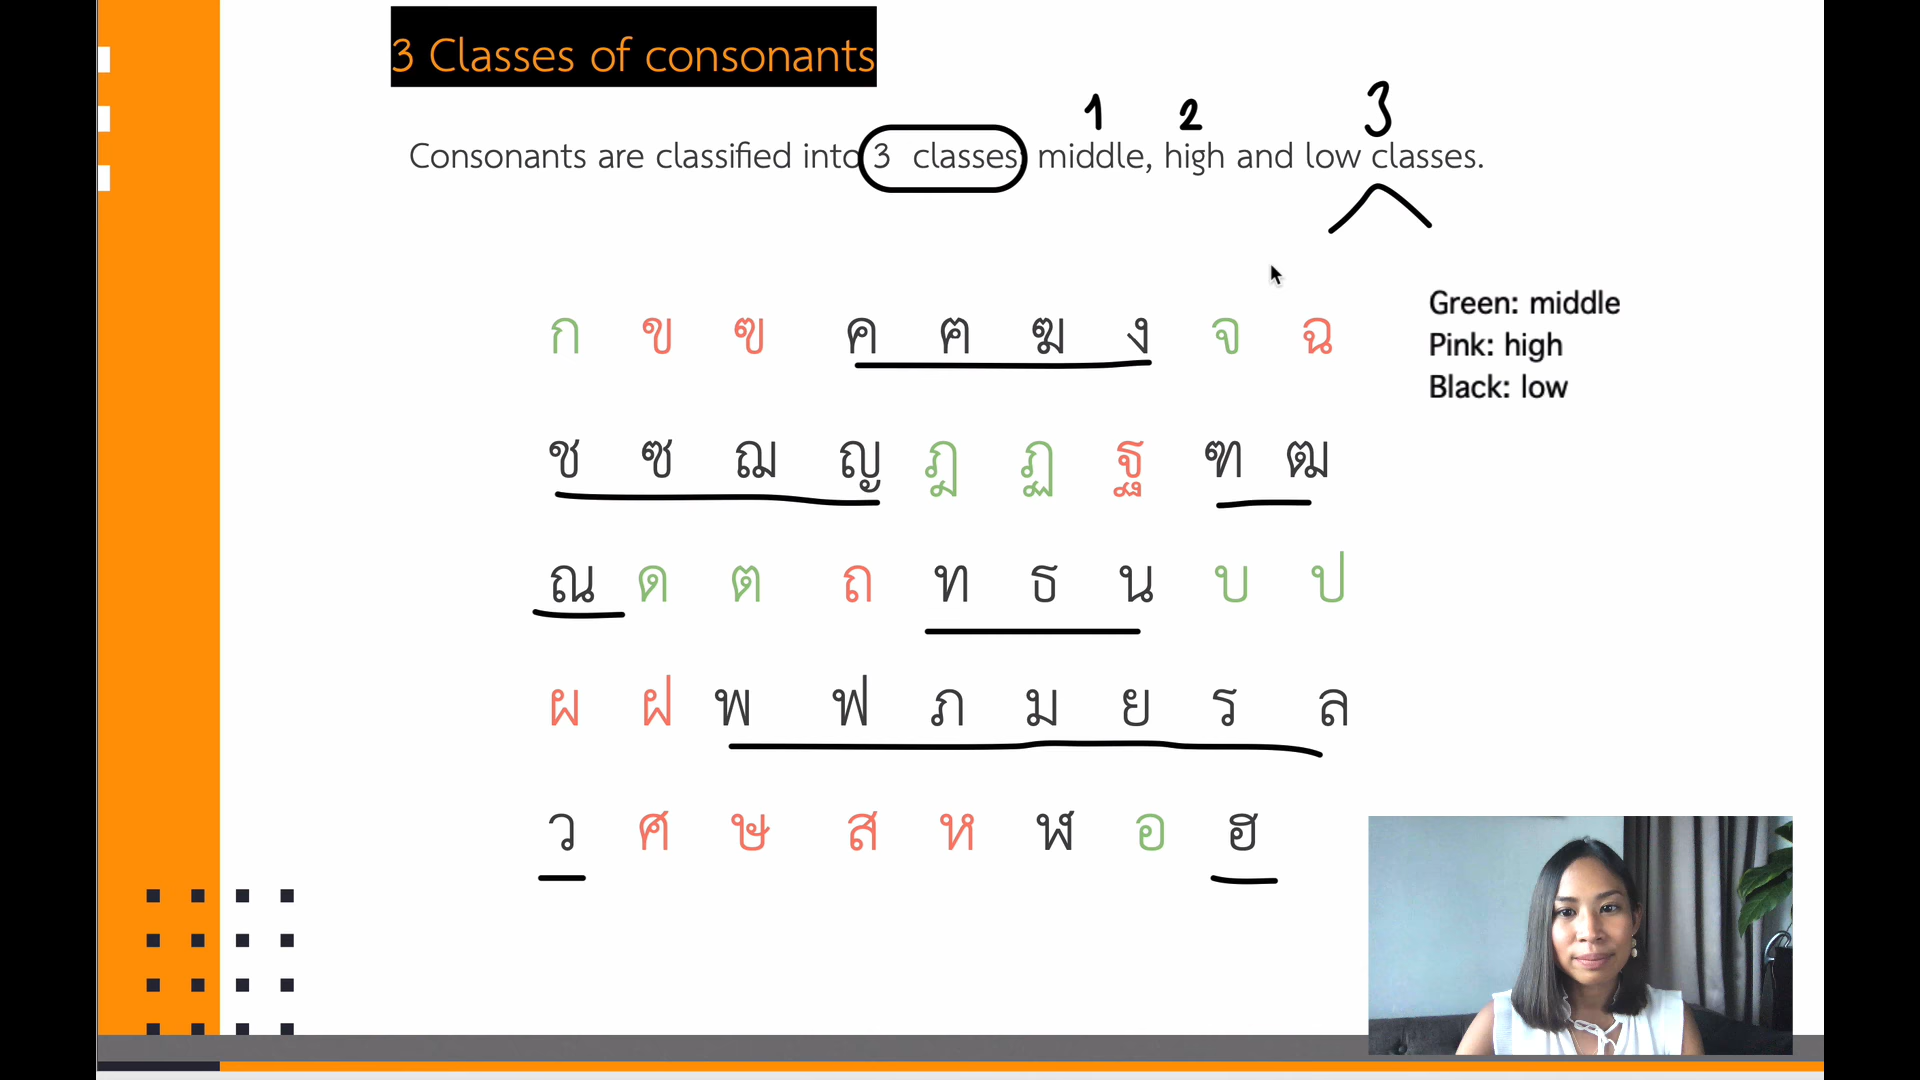 3 Classes of consonants
1 2 3
Consonants are classified into 3 classes middle, high and low classes.
Green: middle
Pink: high
Black: low
ก ข ฃ ค ฅ ฆ ง จ ฉ
ช ซ ฌ ญ ฎ ฏ ฐ ฑ ฒ
ณ ด ต ถ ท ธ น บ ป
ผ ฝ พ ฟ ภ ม ย ร ล
ว ศ ษ ส ห ฬ อ ฮ